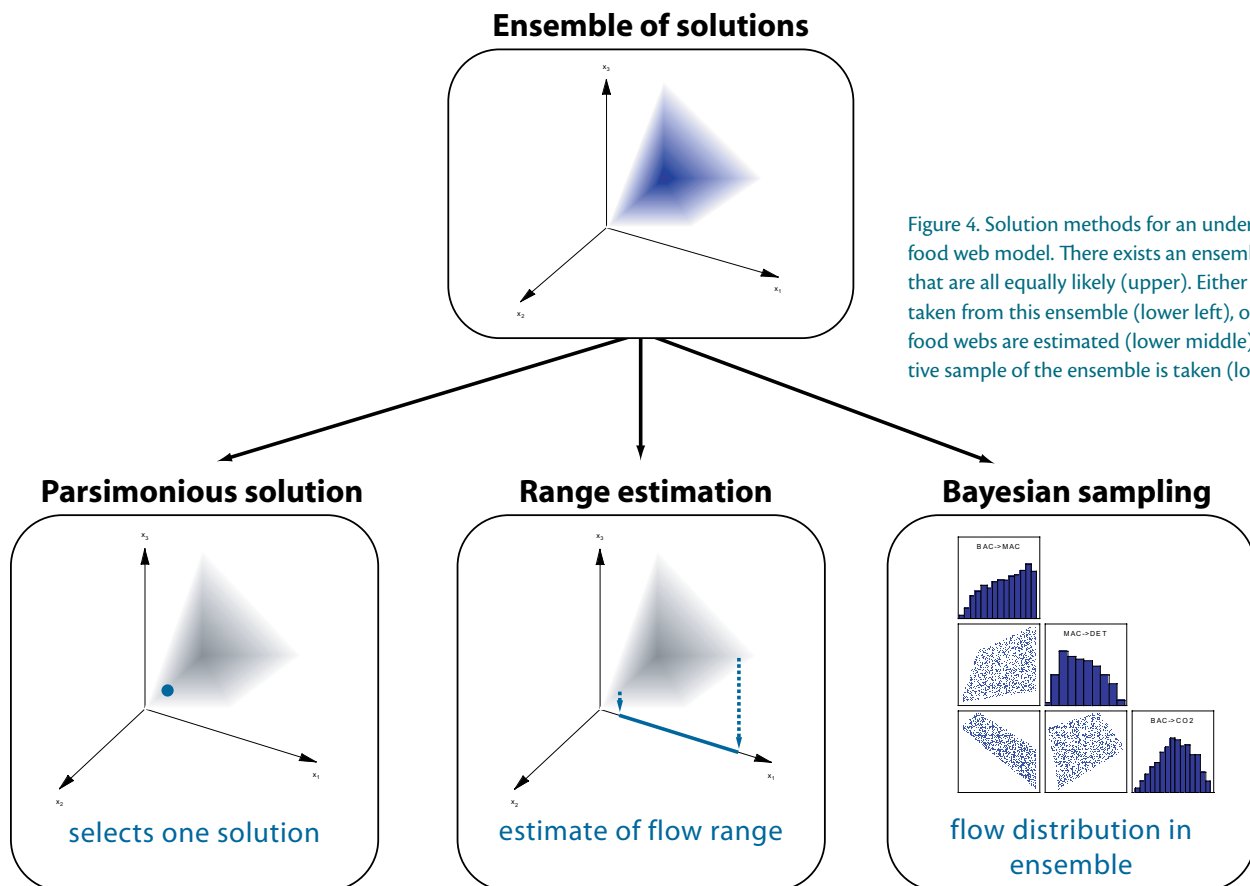 Ensemble of solutions
x3
x1
x2
Figure 4. Solution methods for an under
food web model. There exists an ensemb
that are all equally likely (upper). Either
taken from this ensemble (lower left), o
food webs are estimated (lower middle)
tive sample of the ensemble is taken (lo
Parsimonious solution
x3
x1
x2
selects one solution
Range estimation
x3
x1
x2
estimate of flow range
Bayesian sampling
BAC->MAC
MAC->DET
BAC->CO2
flow distribution in
ensemble